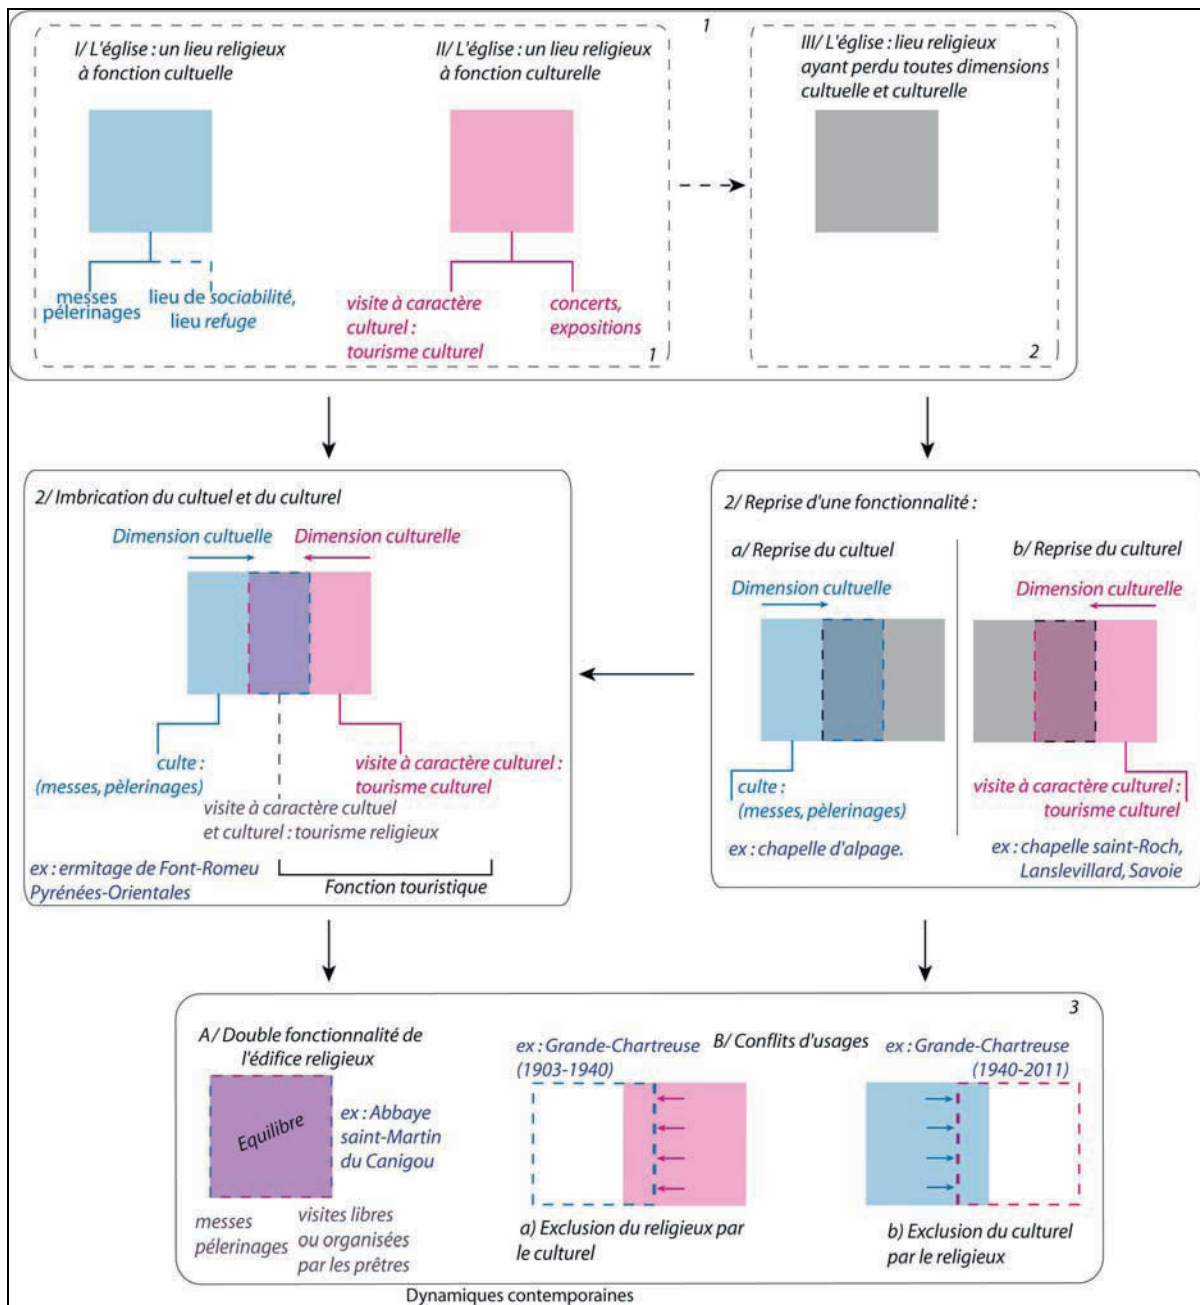 1
I/ L'église : un lieu religieux
à fonction cultuelle
II/ L'église : un lieu religieux
à fonction culturelle
III/ L'église : lieu religieux
ayant perdu toutes dimensions
cultuelle et culturelle
messes
pélerinages
lieu de sociabilité,
lieu refuge
visite à caractère
culturel :
tourisme culturel
concerts,
expositions
1
2
2/ Imbrication du cultuel et du culturel
Dimension cultuelle
Dimension culturelle
culte :
(messes, pèlerinages)
visite à caractère culturel :
tourisme culturel
visite à caractère cultuel
et culturel : tourisme religieux
ex : ermitage de Font-Romeu
Pyrénées-Orientales
Fonction touristique
2/ Reprise d'une fonctionnalité :
a/ Reprise du cultuel
Dimension cultuelle
culte :
(messes, pèlerinages)
ex : chapelle d'alpage.
b/ Reprise du culturel
Dimension culturelle
visite à caractère culturel :
tourisme culturel
ex : chapelle saint-Roch,
Lanslevillard, Savoie
3
A/ Double fonctionnalité de
l'édifice religieux
Equilibre
ex : Abbaye
saint-Martin
du Canigou
messes
pélerinages
visites libres
ou organisées
par les prêtres
B/ Conflits d'usages
ex : Grande-Chartreuse
(1903-1940)
a) Exclusion du religieux par
le culturel
ex : Grande-Chartreuse
(1940-2011)
b) Exclusion du culturel
par le religieux
Dynamiques contemporaines